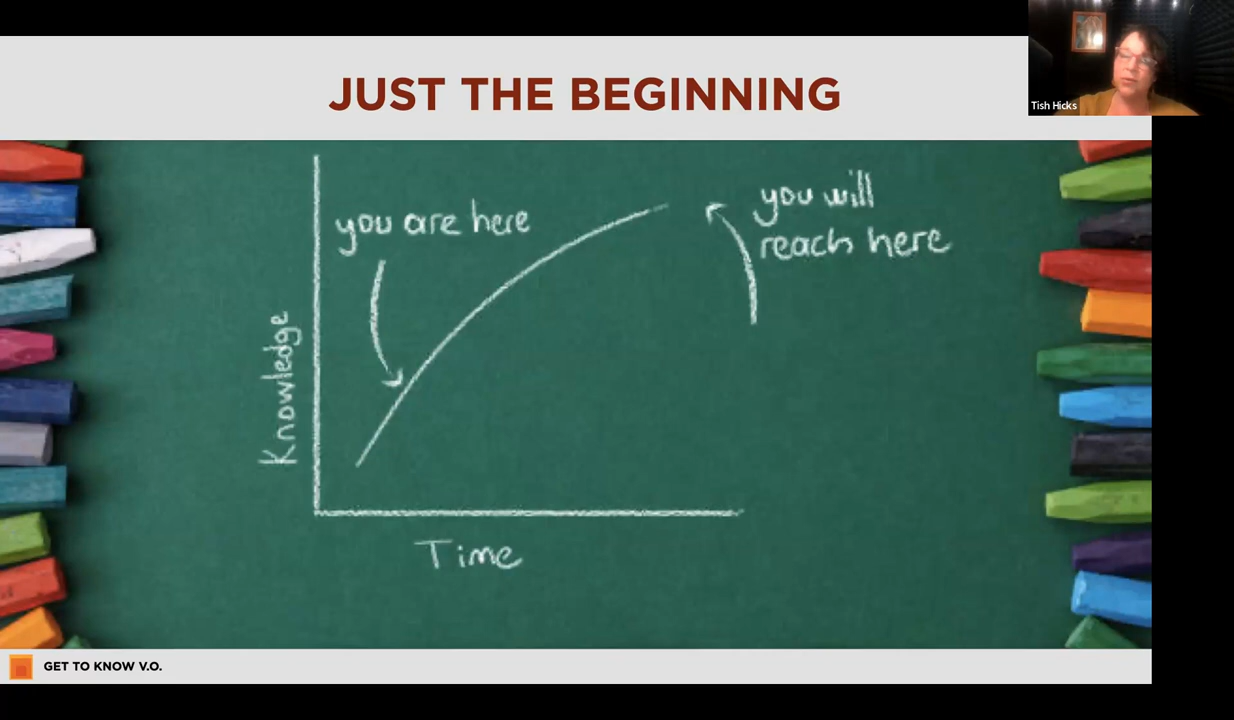 JUST THE BEGINNING
Tish Hicks
you are here
you will
reach here
Knowledge
Time
GET TO KNOW V.O.